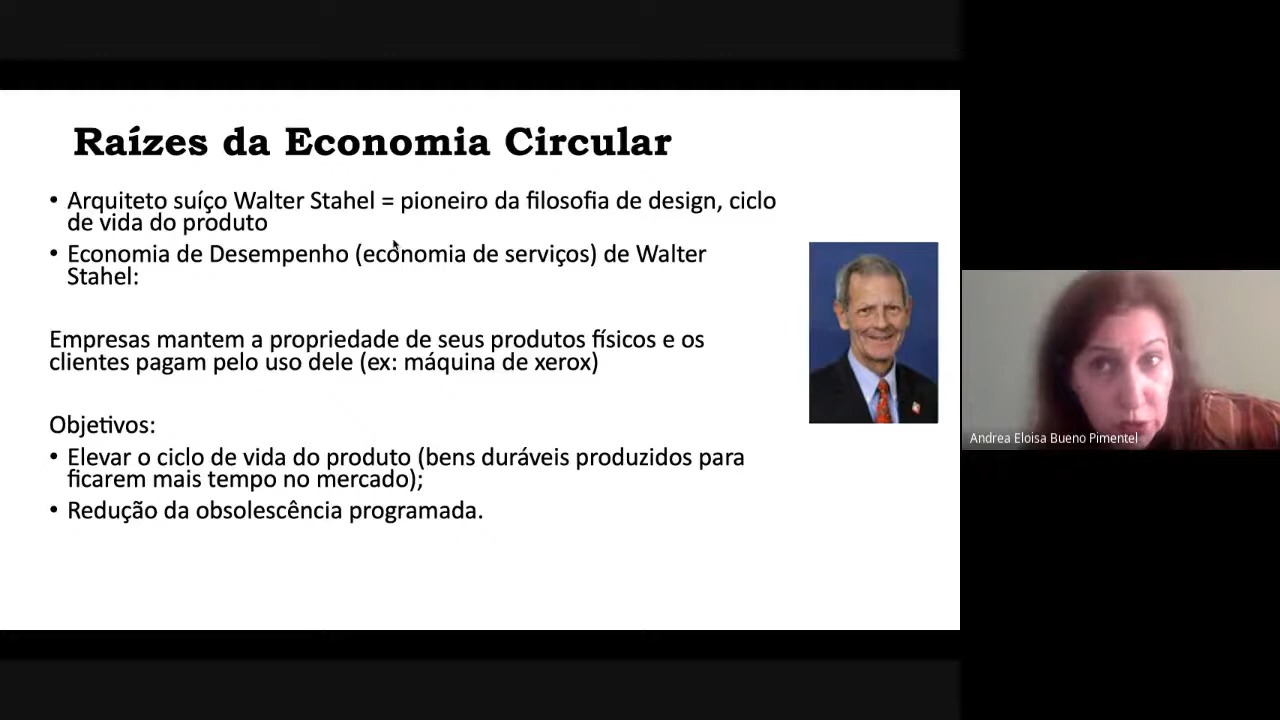 Raízes da Economia Circular
• Arquiteto suíço Walter Stahel = pioneiro da filosofia de design, ciclo
de vida do produto
• Economia de Desempenho (economia de serviços) de Walter
Stahel:
Empresas mantem a propriedade de seus produtos físicos e os
clientes pagam pelo uso dele (ex: máquina de xerox)
Objetivos:
• Elevar o ciclo de vida do produto (bens duráveis produzidos para
ficarem mais tempo no mercado);
• Redução da obsolescência programada.
Andrea Eloisa Bueno Pimentel